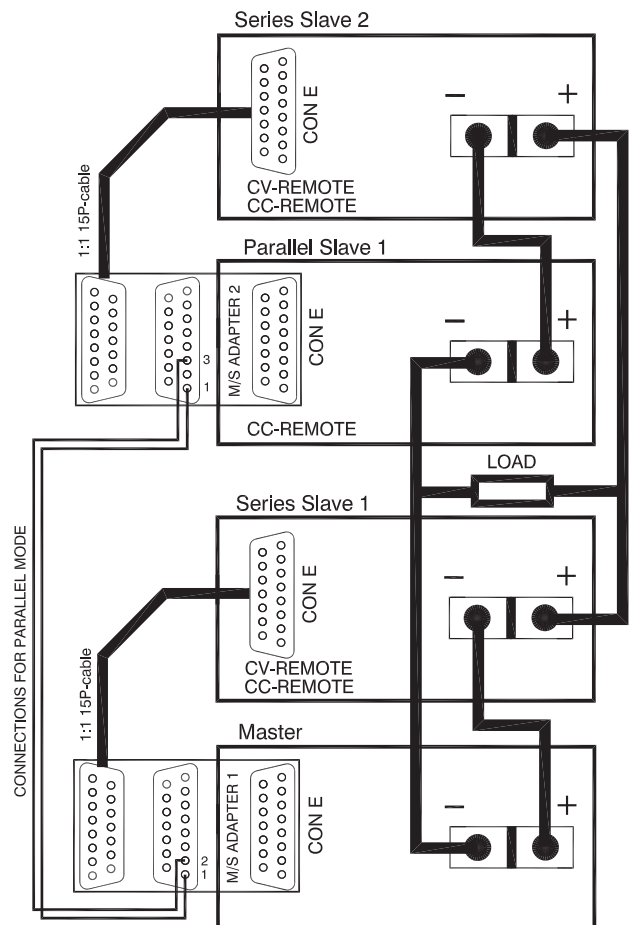 Series Slave 2
CON E
− +
CV-REMOTE
CC-REMOTE
1:1 15P-cable
Parallel Slave 1
M/S ADAPTER 2
CON E
3
1
− +
CC-REMOTE
LOAD
Series Slave 1
CON E
− +
CV-REMOTE
CC-REMOTE
1:1 15P-cable
CONNECTIONS FOR PARALLEL MODE
Master
M/S ADAPTER 1
CON E
2
1
− +